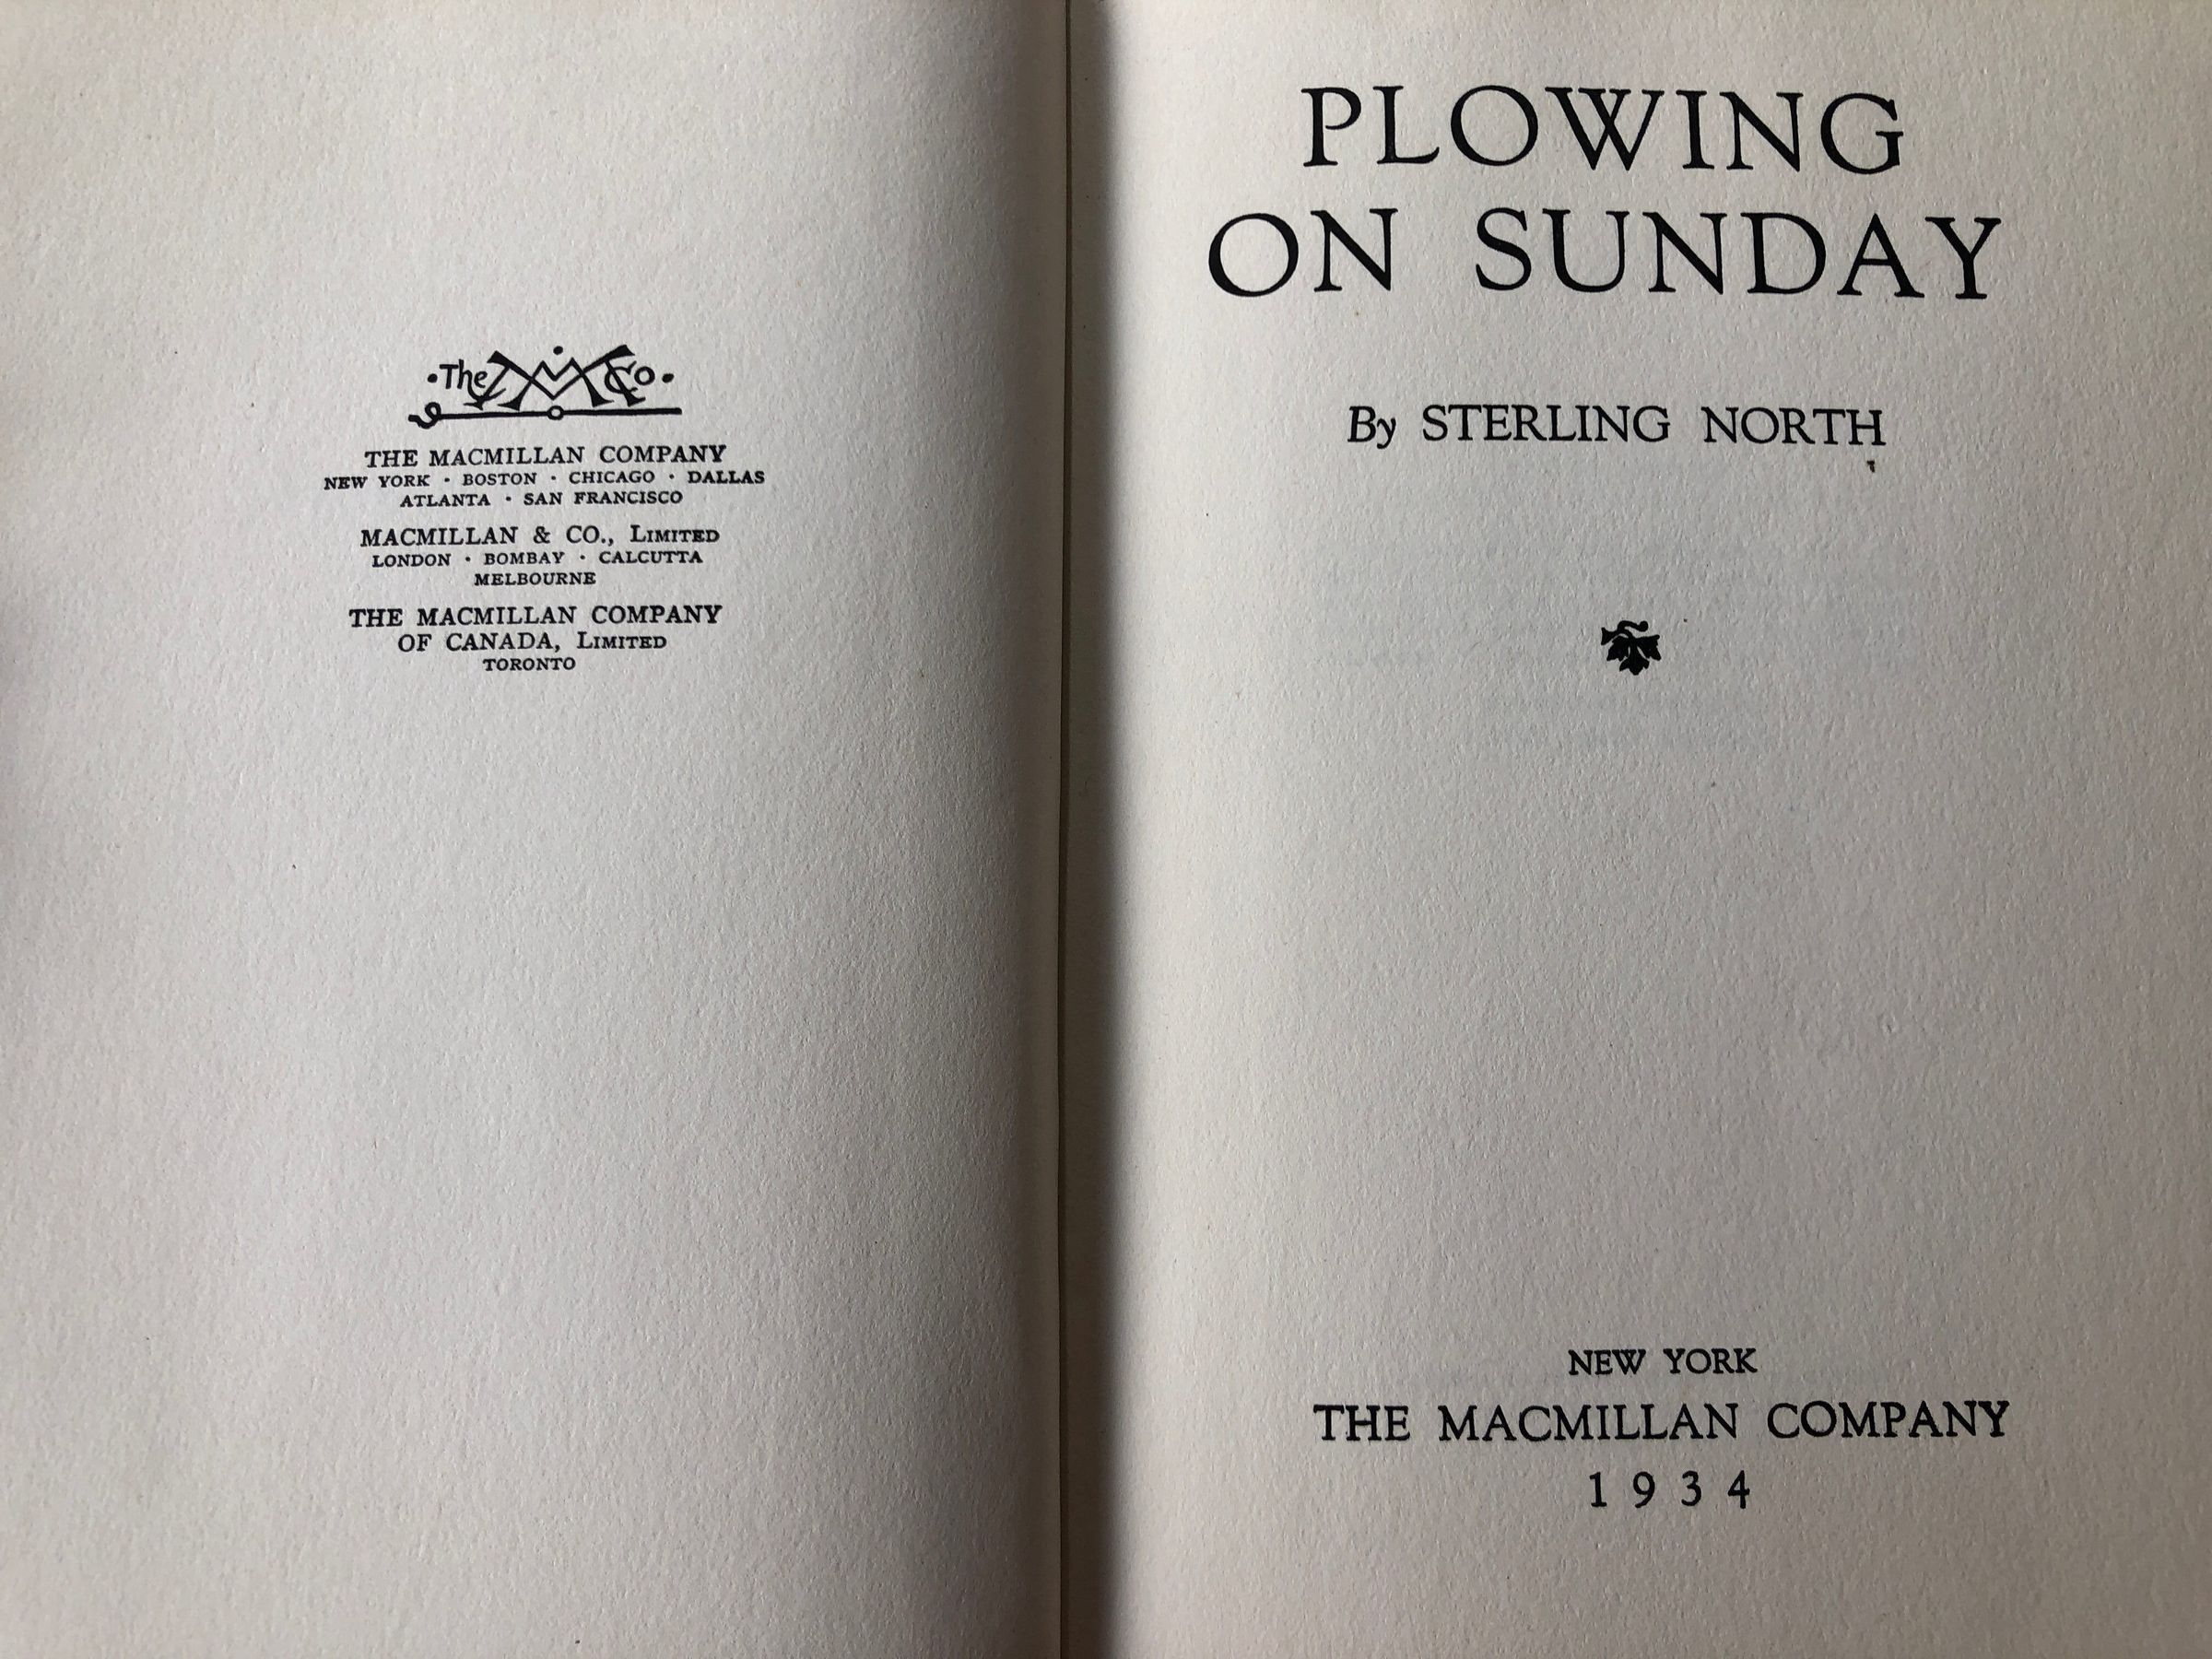 The MM Co
THE MACMILLAN COMPANY
NEW YORK · BOSTON · CHICAGO · DALLAS
ATLANTA · SAN FRANCISCO
MACMILLAN & CO., LIMITED
LONDON · BOMBAY · CALCUTTA
MELBOURNE
THE MACMILLAN COMPANY
OF CANADA, LIMITED
TORONTO
PLOWING
ON SUNDAY
By STERLING NORTH
NEW YORK
THE MACMILLAN COMPANY
1934